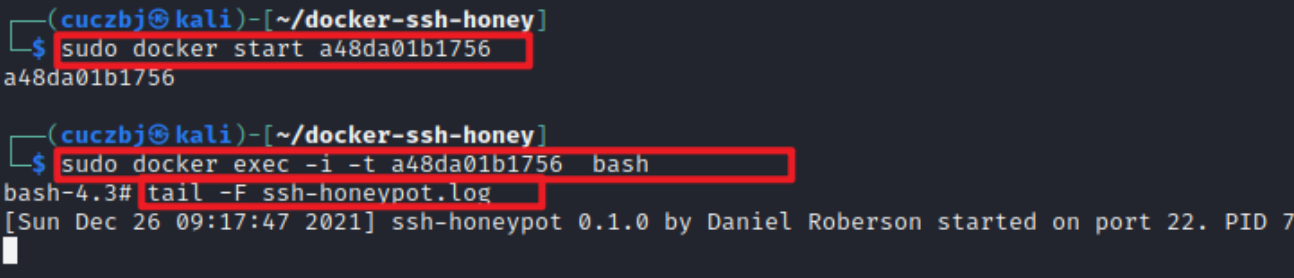 ┌──(cuczbj㉿kali)-[~/docker-ssh-honey]
└─$ sudo docker start a48da01b1756
a48da01b1756
┌──(cuczbj㉿kali)-[~/docker-ssh-honey]
└─$ sudo docker exec -i -t a48da01b1756  bash
bash-4.3# tail -F ssh-honeypot.log
[Sun Dec 26 09:17:47 2021] ssh-honeypot 0.1.0 by Daniel Roberson started on port 22. PID 7